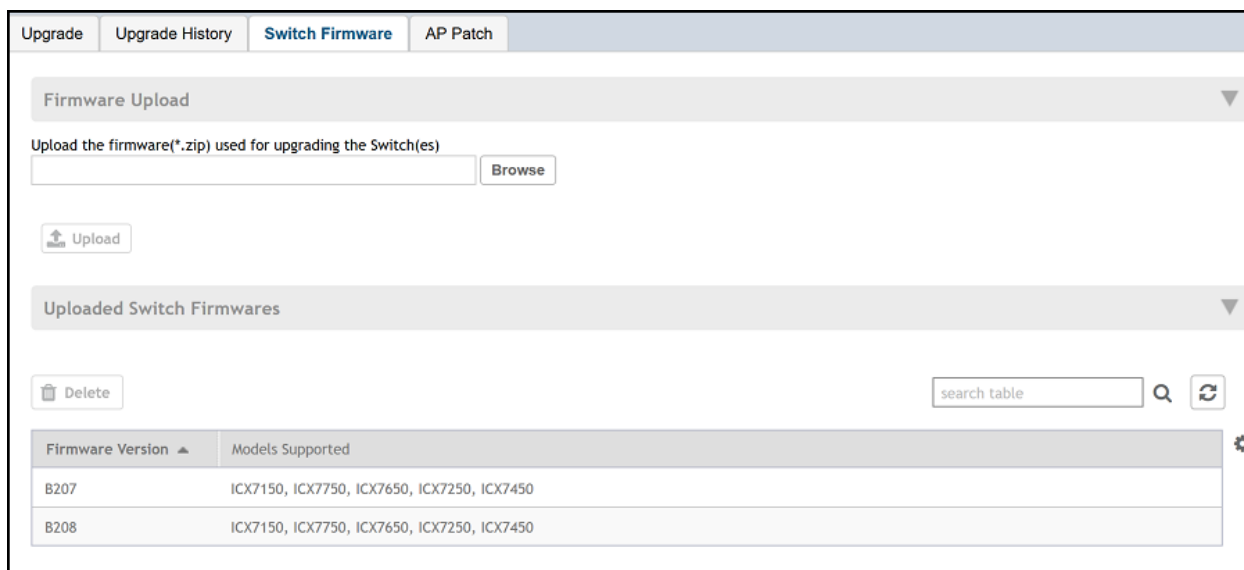 Upgrade Upgrade History Switch Firmware AP Patch
Firmware Upload
Upload the firmware(*.zip) used for upgrading the Switch(es)
Browse
Upload
Uploaded Switch Firmwares
Delete search table
Firmware Version Models Supported
B207 ICX7150, ICX7750, ICX7650, ICX7250, ICX7450
B208 ICX7150, ICX7750, ICX7650, ICX7250, ICX7450